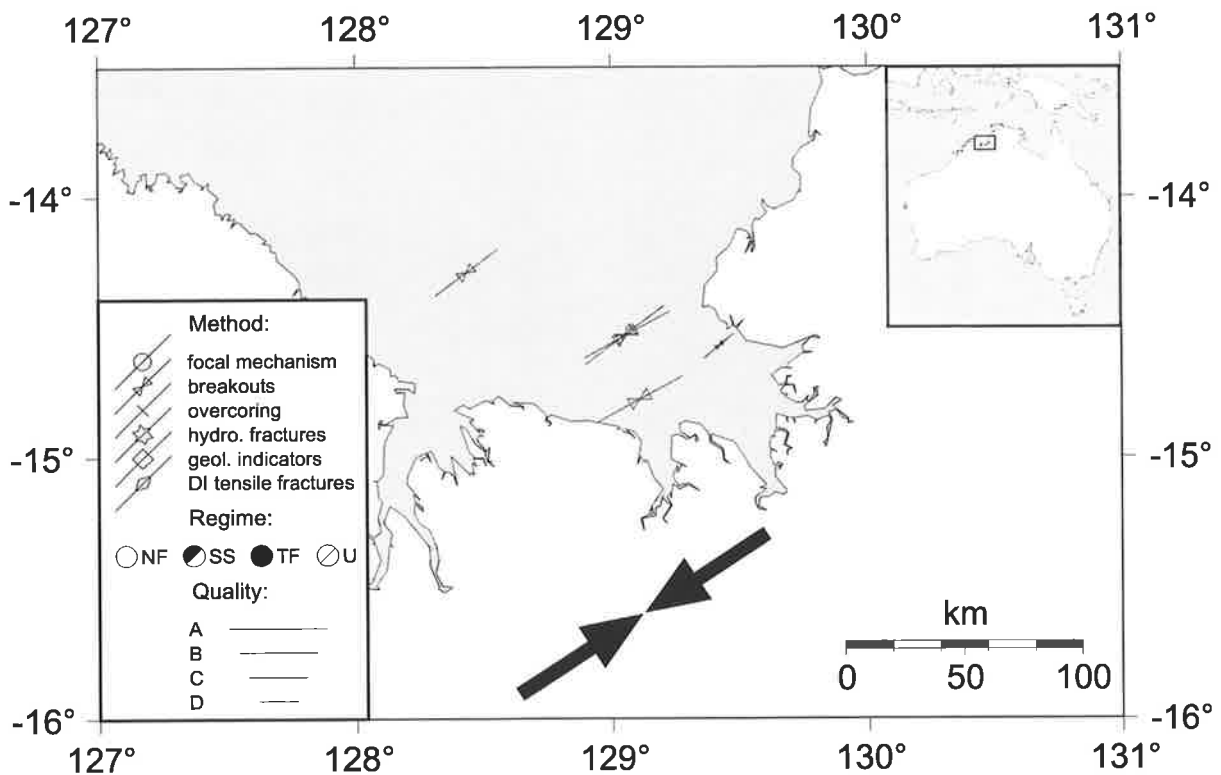 127° 128° 129° 130° 131°
-14° -14°
Method:
focal mechanism
breakouts
overcoring
hydro. fractures
geol. indicators
DI tensile fractures
-15° -15°
Regime:
NF SS TF U
Quality:
A
B
C
D
km
0 50 100
-16° -16°
127° 128° 129° 130° 131°